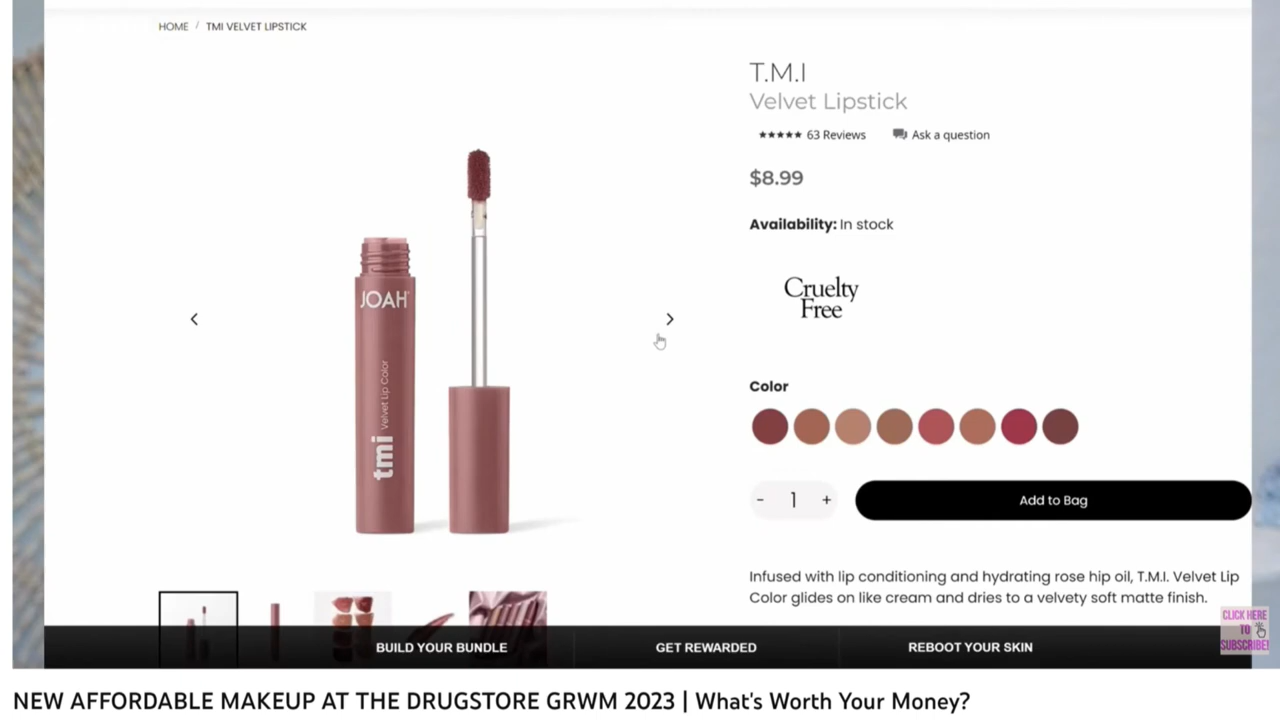 HOME / TMI VELVET LIPSTICK
T.M.I
Velvet Lipstick
★★★★★ 63 Reviews Ask a question
$8.99
Availability: In stock
Cruelty
Free
JOAH
tmi Velvet Lip Color
Color
- 1 + Add to Bag
Infused with lip conditioning and hydrating rose hip oil, T.M.I. Velvet Lip
Color glides on like cream and dries to a velvety soft matte finish.
CLICK HERE
TO
SUBSCRIBE!
BUILD YOUR BUNDLE GET REWARDED REBOOT YOUR SKIN
NEW AFFORDABLE MAKEUP AT THE DRUGSTORE GRWM 2023 | What's Worth Your Money?